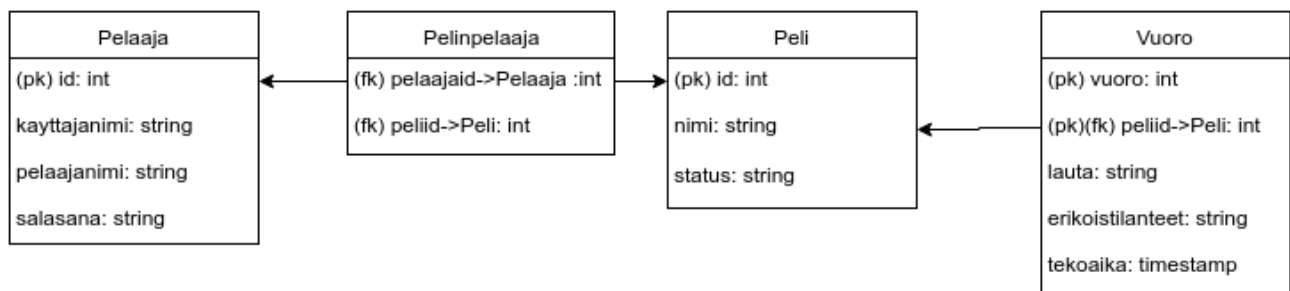 Pelaaja
(pk) id: int
kayttajanimi: string
pelaajanimi: string
salasana: string
Pelinpelaaja
(fk) pelaajaid->Pelaaja :int
(fk) peliid->Peli: int
Peli
(pk) id: int
nimi: string
status: string
Vuoro
(pk) vuoro: int
(pk)(fk) peliid->Peli: int
lauta: string
erikoistilanteet: string
tekoaika: timestamp